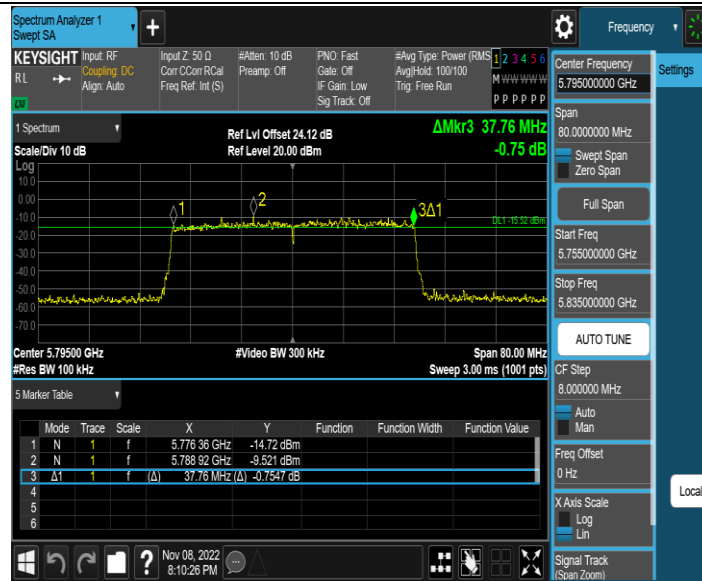 Spectrum Analyzer 1
Swept SA
+
Frequency
KEYSIGHT Input: RF Input Z: 50 Ω #Atten: 10 dB PNO: Fast #Avg Type: Power (RMS 1 2 3 4 5 6
RL Coupling: DC Corr CCorr RCal Preamp: Off Gate: Off Avg|Hold: 100/100 M W W W W W
Align: Auto Freq Ref: Int (S) IF Gain: Low Trig: Free Run
Sig Track: Off P P P P P P
LXI
1 Spectrum
Scale/Div 10 dB
Ref Lvl Offset 24.12 dB
Ref Level 20.00 dBm
ΔMkr3 37.76 MHz
-0.75 dB
Log
10.0
0.00
-10.0
-20.0
-30.0
-40.0
-50.0
-60.0
-70.0
1
2
3Δ1
DL1 -15.52 dBm
Center 5.79500 GHz #Video BW 300 kHz Span 80.00 MHz
#Res BW 100 kHz Sweep 3.00 ms (1001 pts)
5 Marker Table
Mode Trace Scale X Y Function Function Width Function Value
1 N 1 f 5.776 36 GHz -14.72 dBm
2 N 1 f 5.788 92 GHz -9.521 dBm
3 Δ1 1 f (Δ) 37.76 MHz (Δ) -0.7547 dB
4
5
6
? Nov 08, 2022
8:10:26 PM
Center Frequency
5.795000000 GHz
Settings
Span
80.0000000 MHz
Swept Span
Zero Span
Full Span
Start Freq
5.755000000 GHz
Stop Freq
5.835000000 GHz
AUTO TUNE
CF Step
8.000000 MHz
Auto
Man
Freq Offset
0 Hz
Local
X Axis Scale
Log
Lin
Signal Track
(Span Zoom)